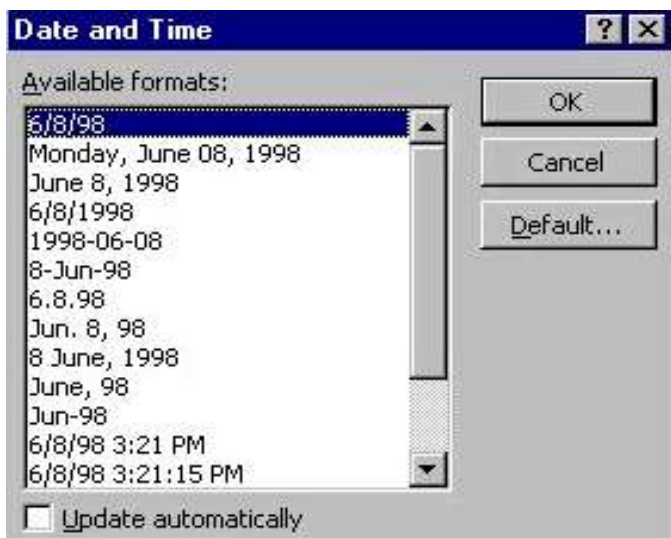 Date and Time
Available formats:
6/8/98
Monday, June 08, 1998
June 8, 1998
6/8/1998
1998-06-08
8-Jun-98
6.8.98
Jun. 8, 98
8 June, 1998
June, 98
Jun-98
6/8/98 3:21 PM
6/8/98 3:21:15 PM
Update automatically
OK
Cancel
Default...